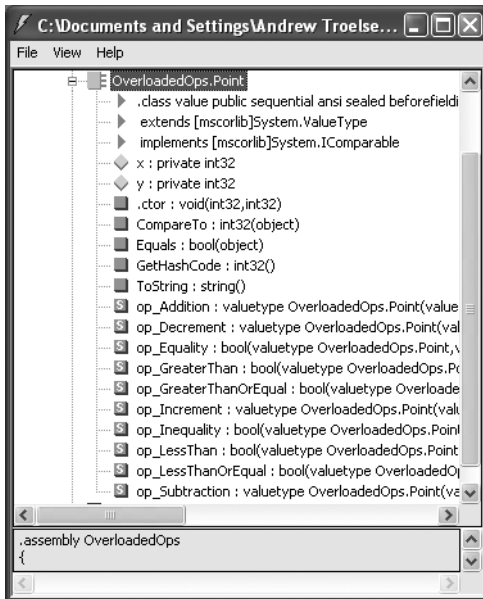 C:\Documents and Settings\Andrew Troelse...
File View Help
OverloadedOps.Point
.class value public sequential ansi sealed beforefieldi
extends [mscorlib]System.ValueType
implements [mscorlib]System.IComparable
x : private int32
y : private int32
.ctor : void(int32,int32)
CompareTo : int32(object)
Equals : bool(object)
GetHashCode : int32()
ToString : string()
S op_Addition : valuetype OverloadedOps.Point(value
S op_Decrement : valuetype OverloadedOps.Point(val
S op_Equality : bool(valuetype OverloadedOps.Point,v
S op_GreaterThan : bool(valuetype OverloadedOps.Po
S op_GreaterThanOrEqual : bool(valuetype Overloade
S op_Increment : valuetype OverloadedOps.Point(valu
S op_Inequality : bool(valuetype OverloadedOps.Point
S op_LessThan : bool(valuetype OverloadedOps.Point
S op_LessThanOrEqual : bool(valuetype OverloadedOp
S op_Subtraction : valuetype OverloadedOps.Point(va
.assembly OverloadedOps
{